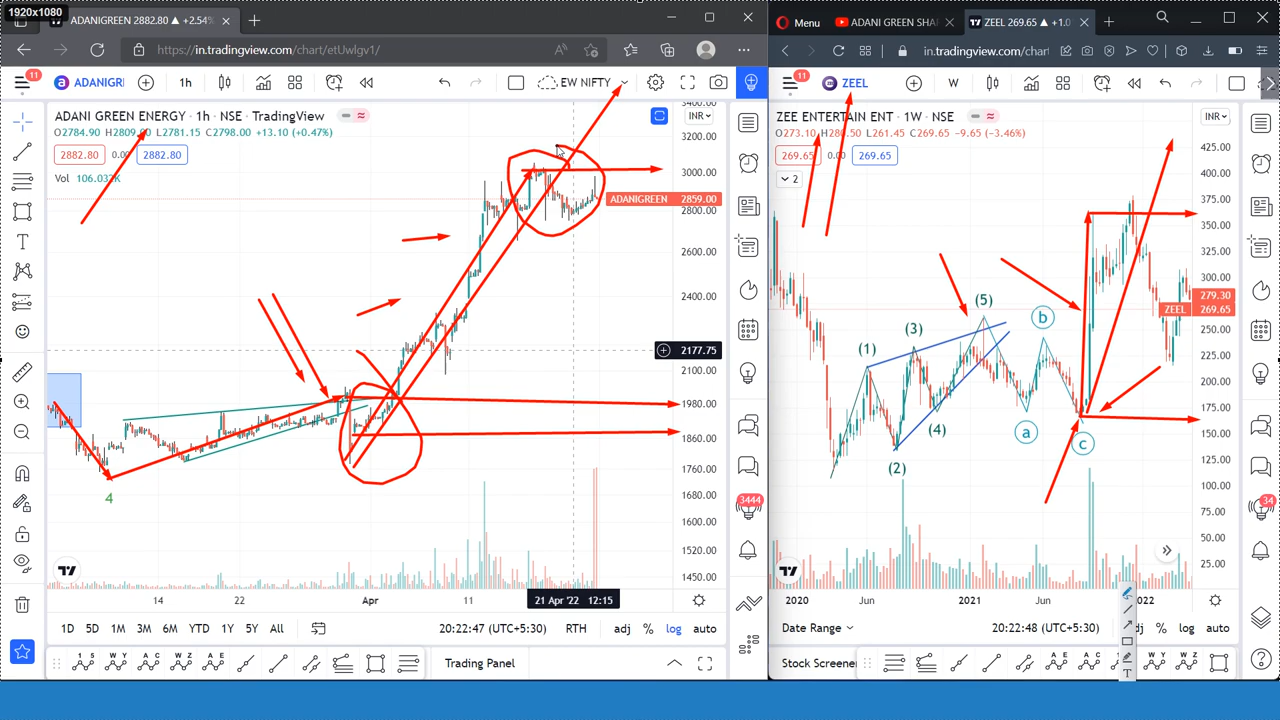 1920x1080
ADANIGREEN 2882.80 ▲ +2.54%
https://in.tradingview.com/chart/etUwlgv1/
11
ADANIGR
1h
EW NIFTY
ADANI GREEN ENERGY · 1h · NSE · TradingView
O2784.90 H2809.00 L2781.15 C2798.00 +13.10 (+0.47%)
2882.80 0.00 2882.80
Vol 106.032K
INR
3400.00
3200.00
3000.00
ADANIGREEN 2859.00
2800.00
2600.00
2400.00
2177.75
2100.00
1980.00
1860.00
1760.00
1680.00
1600.00
1520.00
1450.00
4
14 22 Apr 11 21 Apr '22 12:15
1D 5D 1M 3M 6M YTD 1Y 5Y All
20:22:47 (UTC+5:30) RTH adj % log auto
Trading Panel
3444
Menu
ADANI GREEN SHA
ZEEL 269.65 ▲ +1.0
in.tradingview.com/chart
11
ZEEL
W
ZEE ENTERTAIN ENT · 1W · NSE
O273.10 H280.50 L261.45 C269.65 -9.65 (-3.46%)
269.65 0.00 269.65
2
INR
425.00
400.00
375.00
350.00
325.00
300.00
279.30
ZEEL 269.65
250.00
225.00
200.00
175.00
150.00
125.00
100.00
75.00
50.00
25.00
(1)
(2)
(3)
(4)
(5)
a
b
c
2020 Jun 2021 Jun 2022
Date Range
20:22:48 (UTC+5:30) % log auto
Stock Screener
34